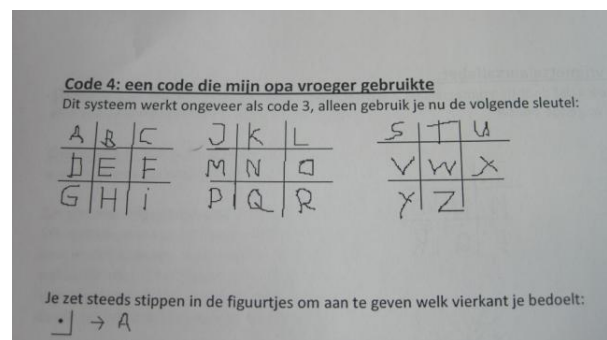 Code 4: een code die mijn opa vroeger gebruikte
Dit systeem werkt ongeveer als code 3, alleen gebruik je nu de volgende sleutel:
A B C J K L S T U
D E F M N O V W X
G H i P Q R Y Z
Je zet steeds stippen in de figuurtjes om aan te geven welk vierkant je bedoelt:
→ A